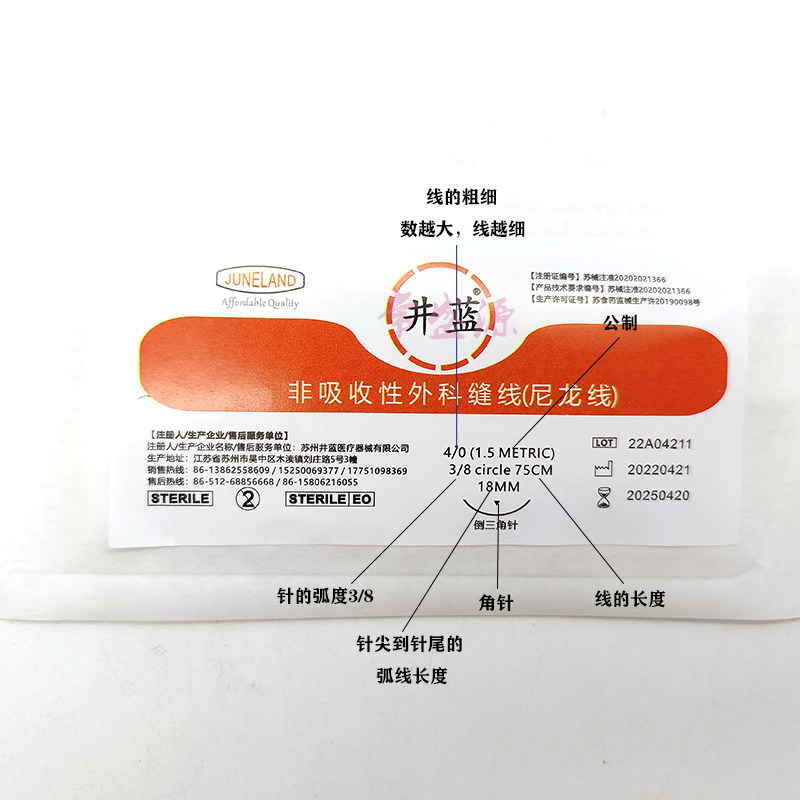 线的粗细
数越大，线越细
JUNELAND
Affordable Quality
井蓝®
【注册证编号】苏械注准20202021366
【产品技术要求编号】苏械注准20202021366
【生产许可证号】苏食药监械生产许20190098号
公制
非吸收性外科缝线(尼龙线)
【注册人/生产企业/售后服务单位】
注册人/生产企业名称/售后服务单位：苏州井蓝医疗器械有限公司
生产地址：江苏省苏州市吴中区木渎镇刘庄路5号3幢
销售热线：86-13862558609 / 15250069377 / 17751098369
售后热线：86-512-68856668 / 86-15806216055
STERILE
2
STERILE EO
4/0 (1.5 METRIC)
3/8 circle 75CM
18MM
倒三角针
LOT 22A04211
20220421
20250420
针的弧度3/8
角针
线的长度
针尖到针尾的
弧线长度